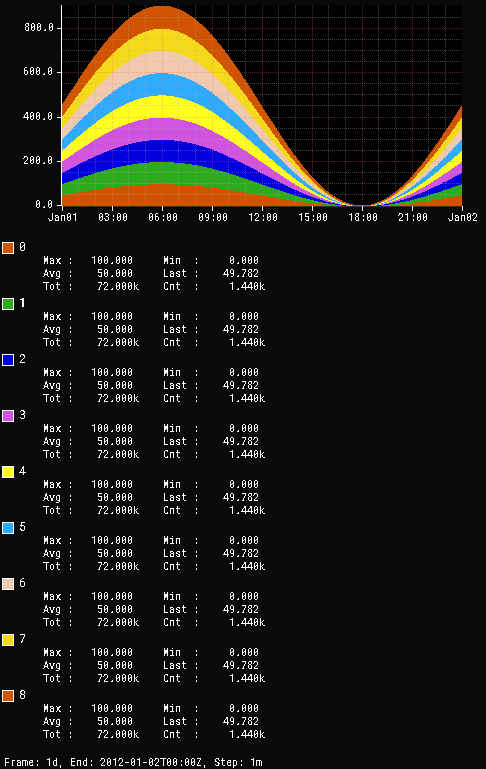 800.0
600.0
400.0
200.0
0.0
Jan01 03:00 06:00 09:00 12:00 15:00 18:00 21:00 Jan02
0
Max : 100.000 Min : 0.000
Avg : 50.000 Last : 49.782
Tot : 72.000k Cnt : 1.440k
1
Max : 100.000 Min : 0.000
Avg : 50.000 Last : 49.782
Tot : 72.000k Cnt : 1.440k
2
Max : 100.000 Min : 0.000
Avg : 50.000 Last : 49.782
Tot : 72.000k Cnt : 1.440k
3
Max : 100.000 Min : 0.000
Avg : 50.000 Last : 49.782
Tot : 72.000k Cnt : 1.440k
4
Max : 100.000 Min : 0.000
Avg : 50.000 Last : 49.782
Tot : 72.000k Cnt : 1.440k
5
Max : 100.000 Min : 0.000
Avg : 50.000 Last : 49.782
Tot : 72.000k Cnt : 1.440k
6
Max : 100.000 Min : 0.000
Avg : 50.000 Last : 49.782
Tot : 72.000k Cnt : 1.440k
7
Max : 100.000 Min : 0.000
Avg : 50.000 Last : 49.782
Tot : 72.000k Cnt : 1.440k
8
Max : 100.000 Min : 0.000
Avg : 50.000 Last : 49.782
Tot : 72.000k Cnt : 1.440k
Frame: 1d, End: 2012-01-02T00:00Z, Step: 1m